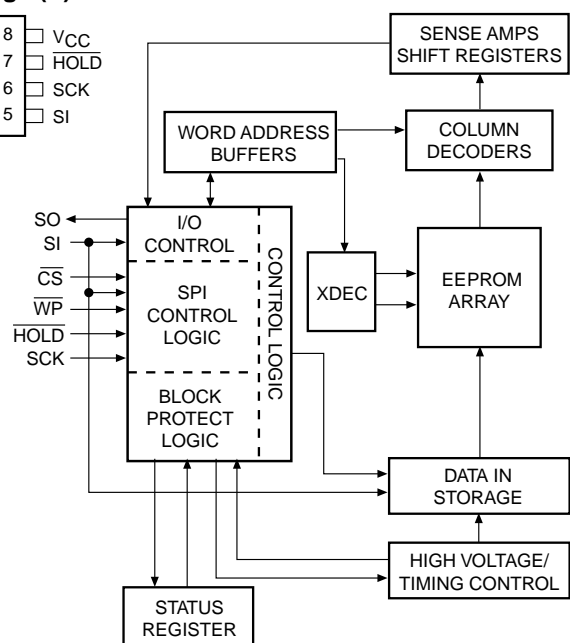 8 VCC
7 HOLD
6 SCK
5 SI
SENSE AMPS
SHIFT REGISTERS
WORD ADDRESS
BUFFERS
COLUMN
DECODERS
SO
SI
CS
WP
HOLD
SCK
I/O
CONTROL
SPI
CONTROL
LOGIC
BLOCK
PROTECT
LOGIC
CONTROL LOGIC
XDEC
EEPROM
ARRAY
DATA IN
STORAGE
HIGH VOLTAGE/
TIMING CONTROL
STATUS
REGISTER